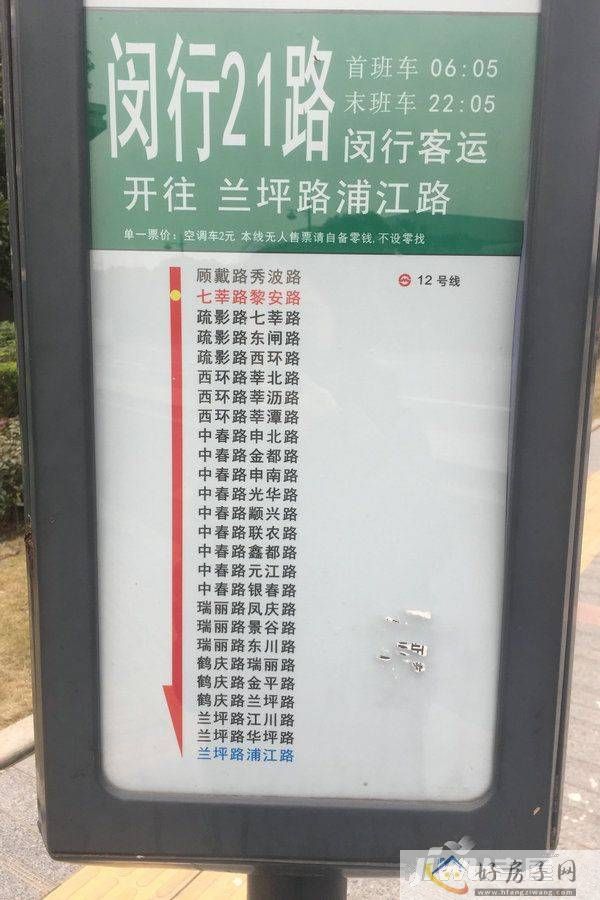 闵行21路
首班车 06:05
末班车 22:05
闵行客运
开往 兰坪路浦江路
单一票价：空调车2元 本线无人售票请自备零钱,不设零找
顾戴路秀波路
12号线
七莘路黎安路
疏影路七莘路
疏影路东闸路
疏影路西环路
西环路莘北路
西环路莘沥路
西环路莘潭路
中春路申北路
中春路金都路
中春路申南路
中春路光华路
中春路颛兴路
中春路联农路
中春路鑫都路
中春路元江路
中春路银春路
瑞丽路凤庆路
瑞丽路景谷路
瑞丽路东川路
鹤庆路瑞丽路
鹤庆路金平路
鹤庆路兰坪路
兰坪路江川路
兰坪路华坪路
兰坪路浦江路
好房子网
www.hfangziwang.com